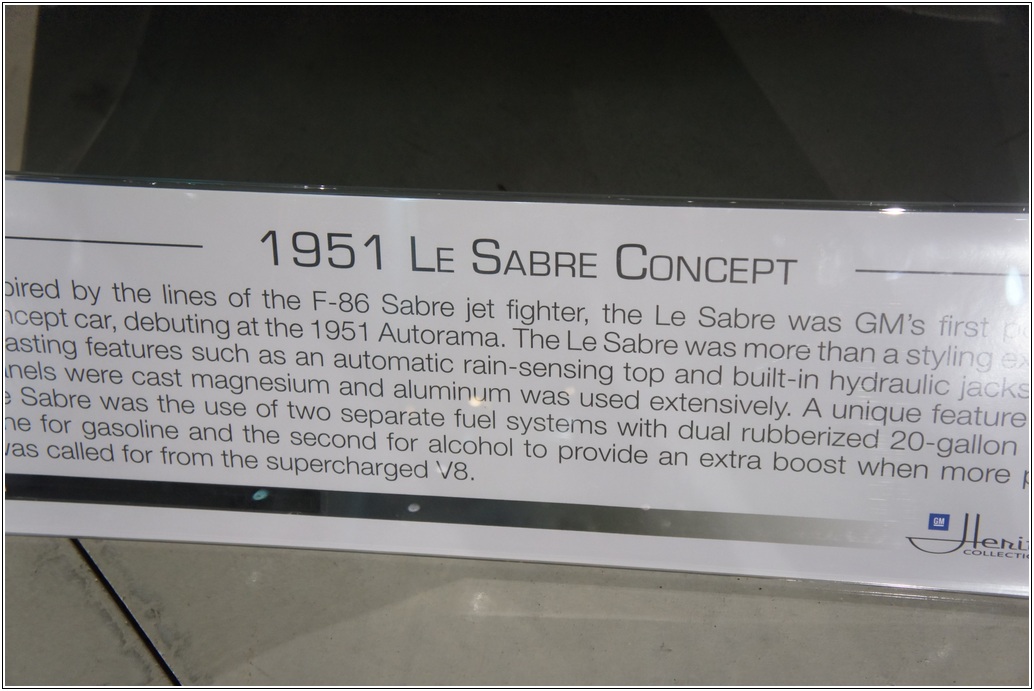 1951 LE SABRE CONCEPT
pired by the lines of the F-86 Sabre jet fighter, the Le Sabre was GM's first p
ncept car, debuting at the 1951 Autorama. The Le Sabre was more than a styling ex
asting features such as an automatic rain-sensing top and built-in hydraulic jacks
nels were cast magnesium and aluminum was used extensively. A unique feature
e Sabre was the use of two separate fuel systems with dual rubberized 20-gallon
ne for gasoline and the second for alcohol to provide an extra boost when more p
was called for from the supercharged V8.
GM Herit
COLLECTI